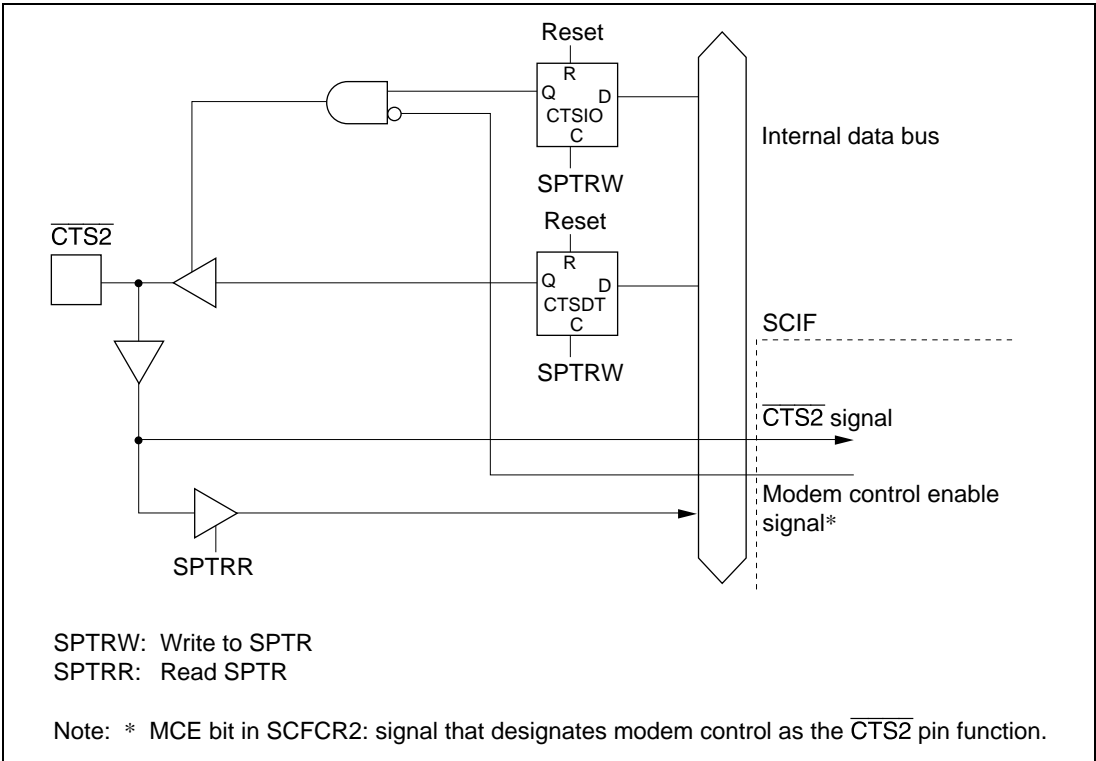 Reset
R
Q D
CTSIO
C
SPTRW
Internal data bus
Reset
R
Q D
CTSDT
C
SPTRW
CTS2
SCIF
CTS2 signal
Modem control enable
signal*
SPTRR
SPTRW: Write to SPTR
SPTRR: Read SPTR
Note: * MCE bit in SCFCR2: signal that designates modem control as the CTS2 pin function.